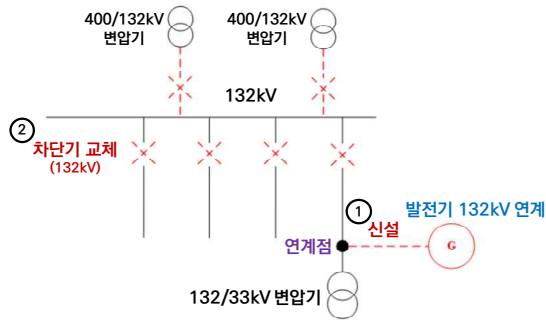 400/132kV
변압기
400/132kV
변압기
132kV
②
차단기 교체
(132kV)
①
신설
발전기 132kV 연계
연계점
G
132/33kV 변압기